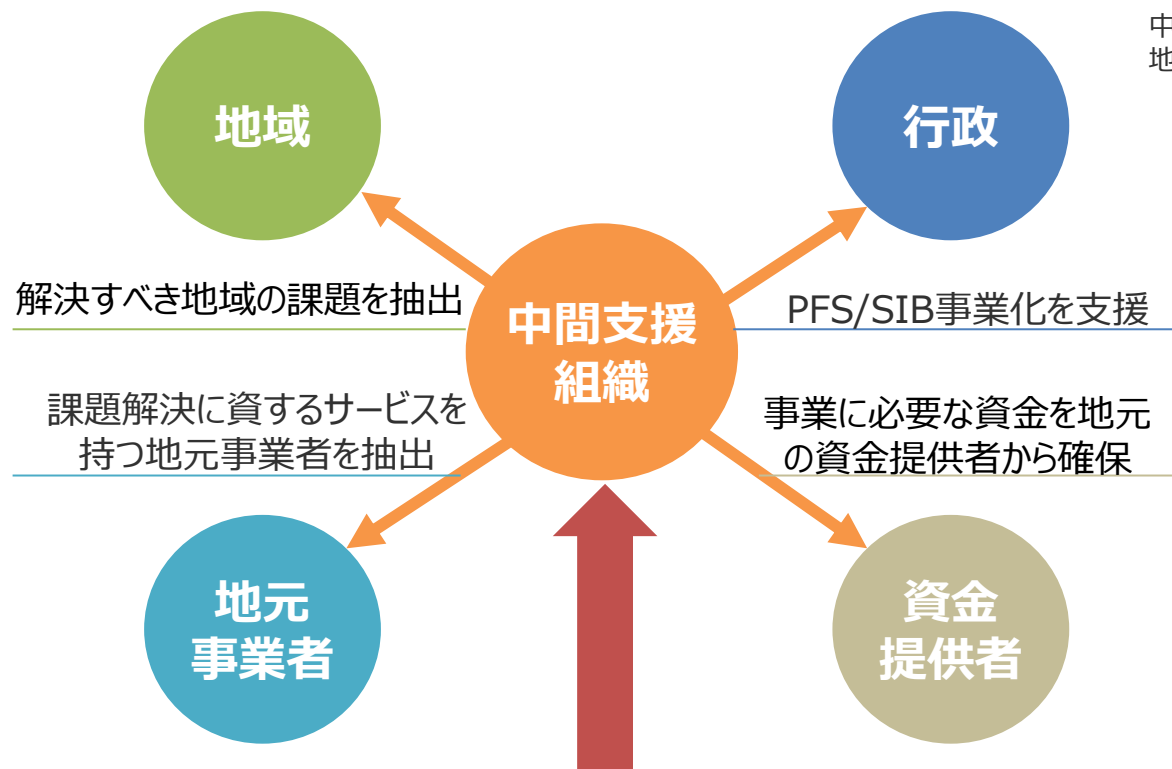 中
地
地域
行政
解決すべき地域の課題を抽出
中間支援
組織
PFS/SIB事業化を支援
課題解決に資するサービスを
持つ地元事業者を抽出
事業に必要な資金を地元
の資金提供者から確保
地元
事業者
資金
提供者